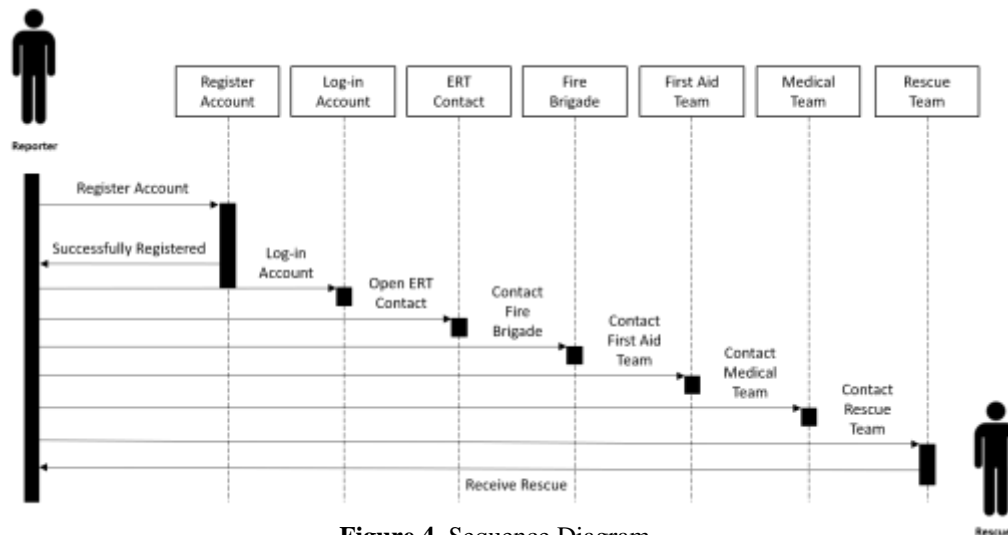 Register
Account
Log-in
Account
ERT
Contact
Fire
Brigade
First Aid
Team
Medical
Team
Rescue
Team
Reporter
Register Account
Successfully Registered
Log-in
Account
Open ERT
Contact
Contact
Fire
Brigade
Contact
First Aid
Team
Contact
Medical
Team
Contact
Rescue
Team
Receive Rescue
Figure 4. Sequence Diagram